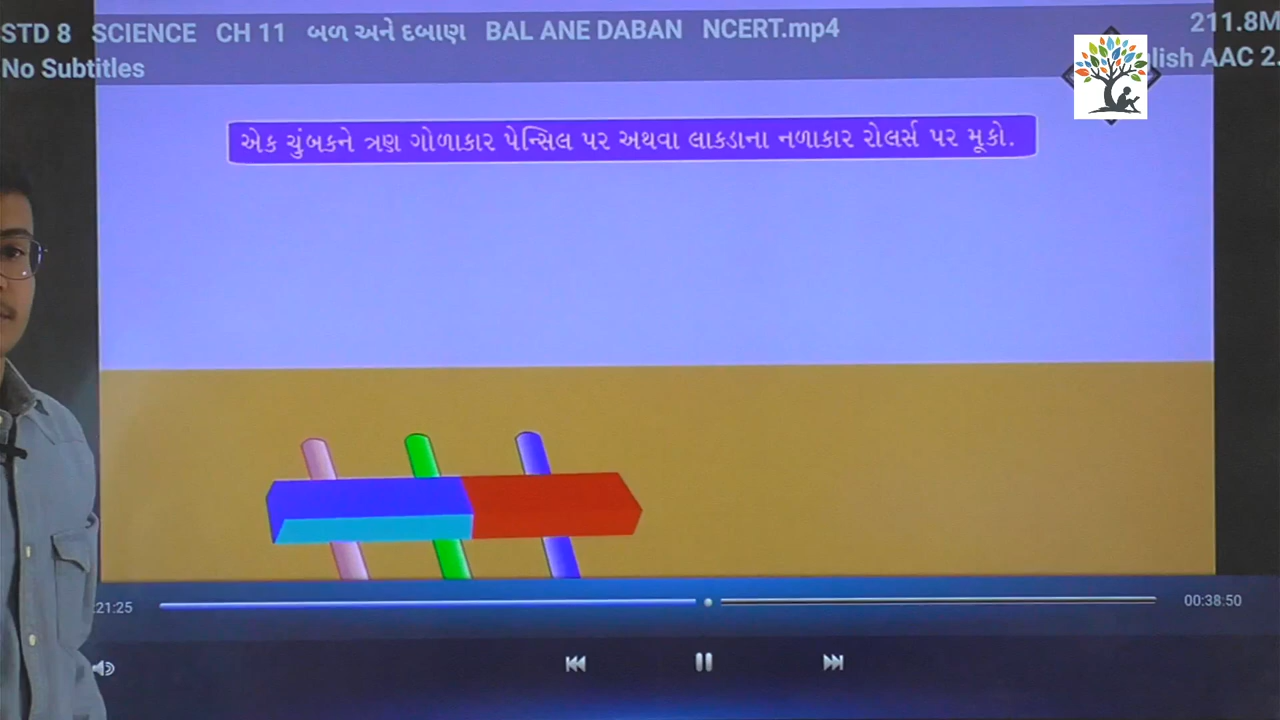 STD 8 SCIENCE CH 11 બળ અને દબાણ BAL ANE DABAN NCERT.mp4
211.8M
No Subtitles
lish AAC 2.
એક ચુંબકને ત્રણ ગોળાકાર પેન્સિલ પર અથવા લાકડાના નળાકાર રોલર્સ પર મૂકો.
:21:25
00:38:50